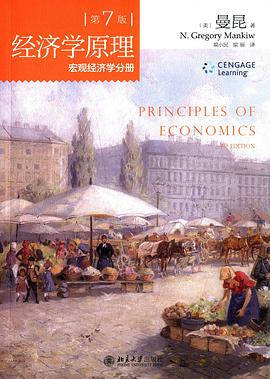 第7版
经济学原理
宏观经济学分册
〔美〕曼昆 著
N. Gregory Mankiw
梁小民 梁砾 译
CENGAGE
Learning
PRINCIPLES OF
ECONOMICS
EDITION
北京大学出版社